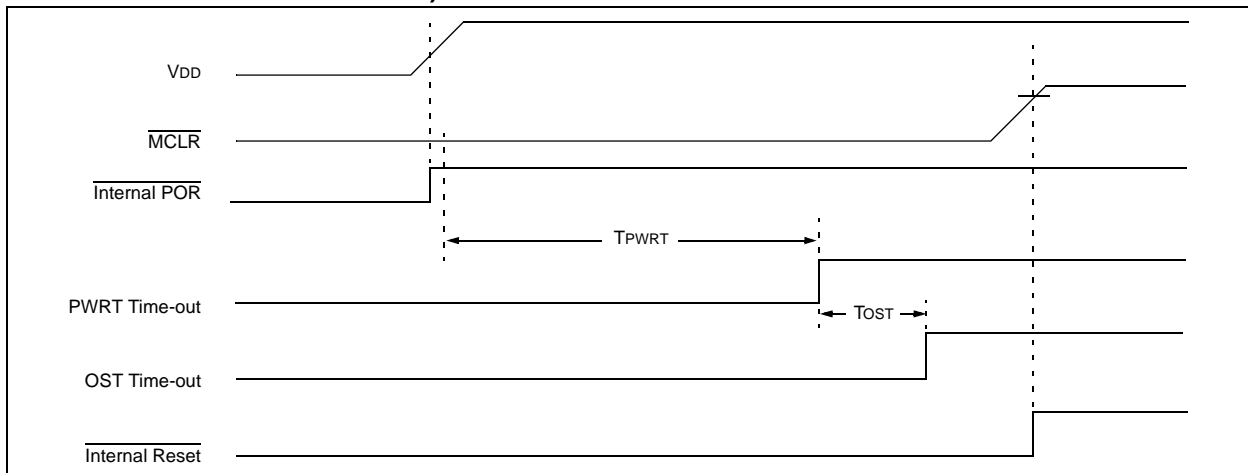 VDD
MCLR
Internal POR
TPWRT
PWRT Time-out
TOST
OST Time-out
Internal Reset